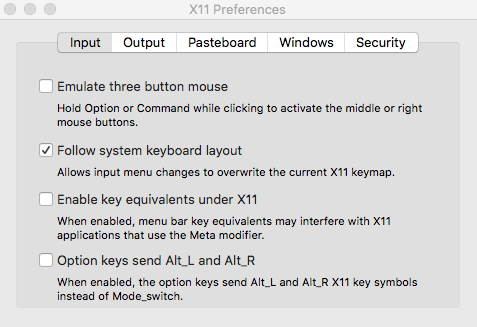 X11 Preferences
Input Output Pasteboard Windows Security
Emulate three button mouse
Hold Option or Command while clicking to activate the middle or right
mouse buttons.
Follow system keyboard layout
Allows input menu changes to overwrite the current X11 keymap.
Enable key equivalents under X11
When enabled, menu bar key equivalents may interfere with X11
applications that use the Meta modifier.
Option keys send Alt_L and Alt_R
When enabled, the option keys send Alt_L and Alt_R X11 key symbols
instead of Mode_switch.